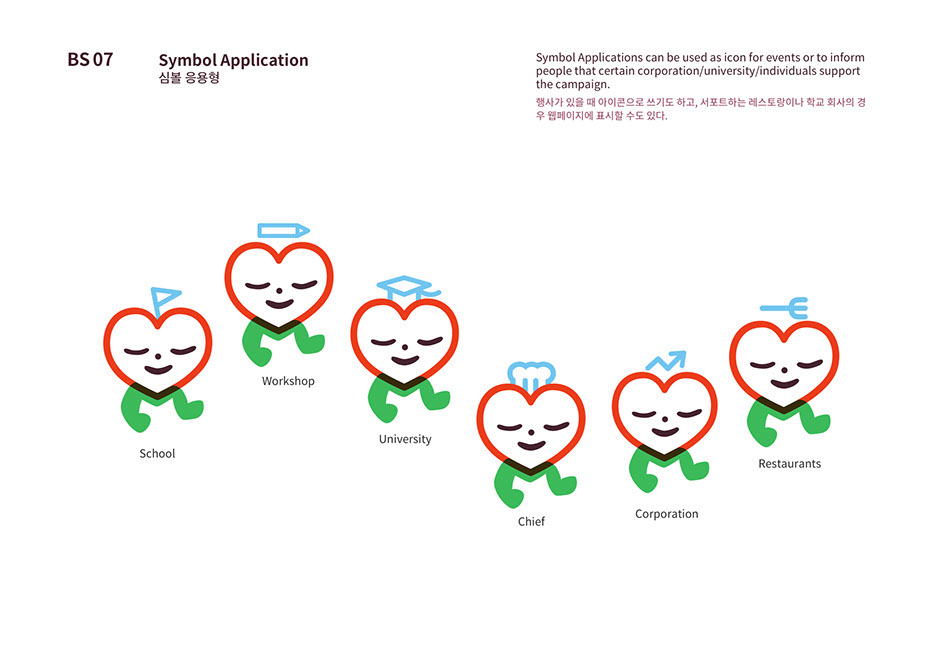 BS 07
Symbol Application
심볼 응용형
Symbol Applications can be used as icon for events or to inform
people that certain corporation/university/individuals support
the campaign.
행사가 있을 때 아이콘으로 쓰기도 하고, 서포트하는 레스토랑이나 학교 회사의 경
우 웹페이지에 표시할 수도 있다.
School
Workshop
University
Chief
Corporation
Restaurants